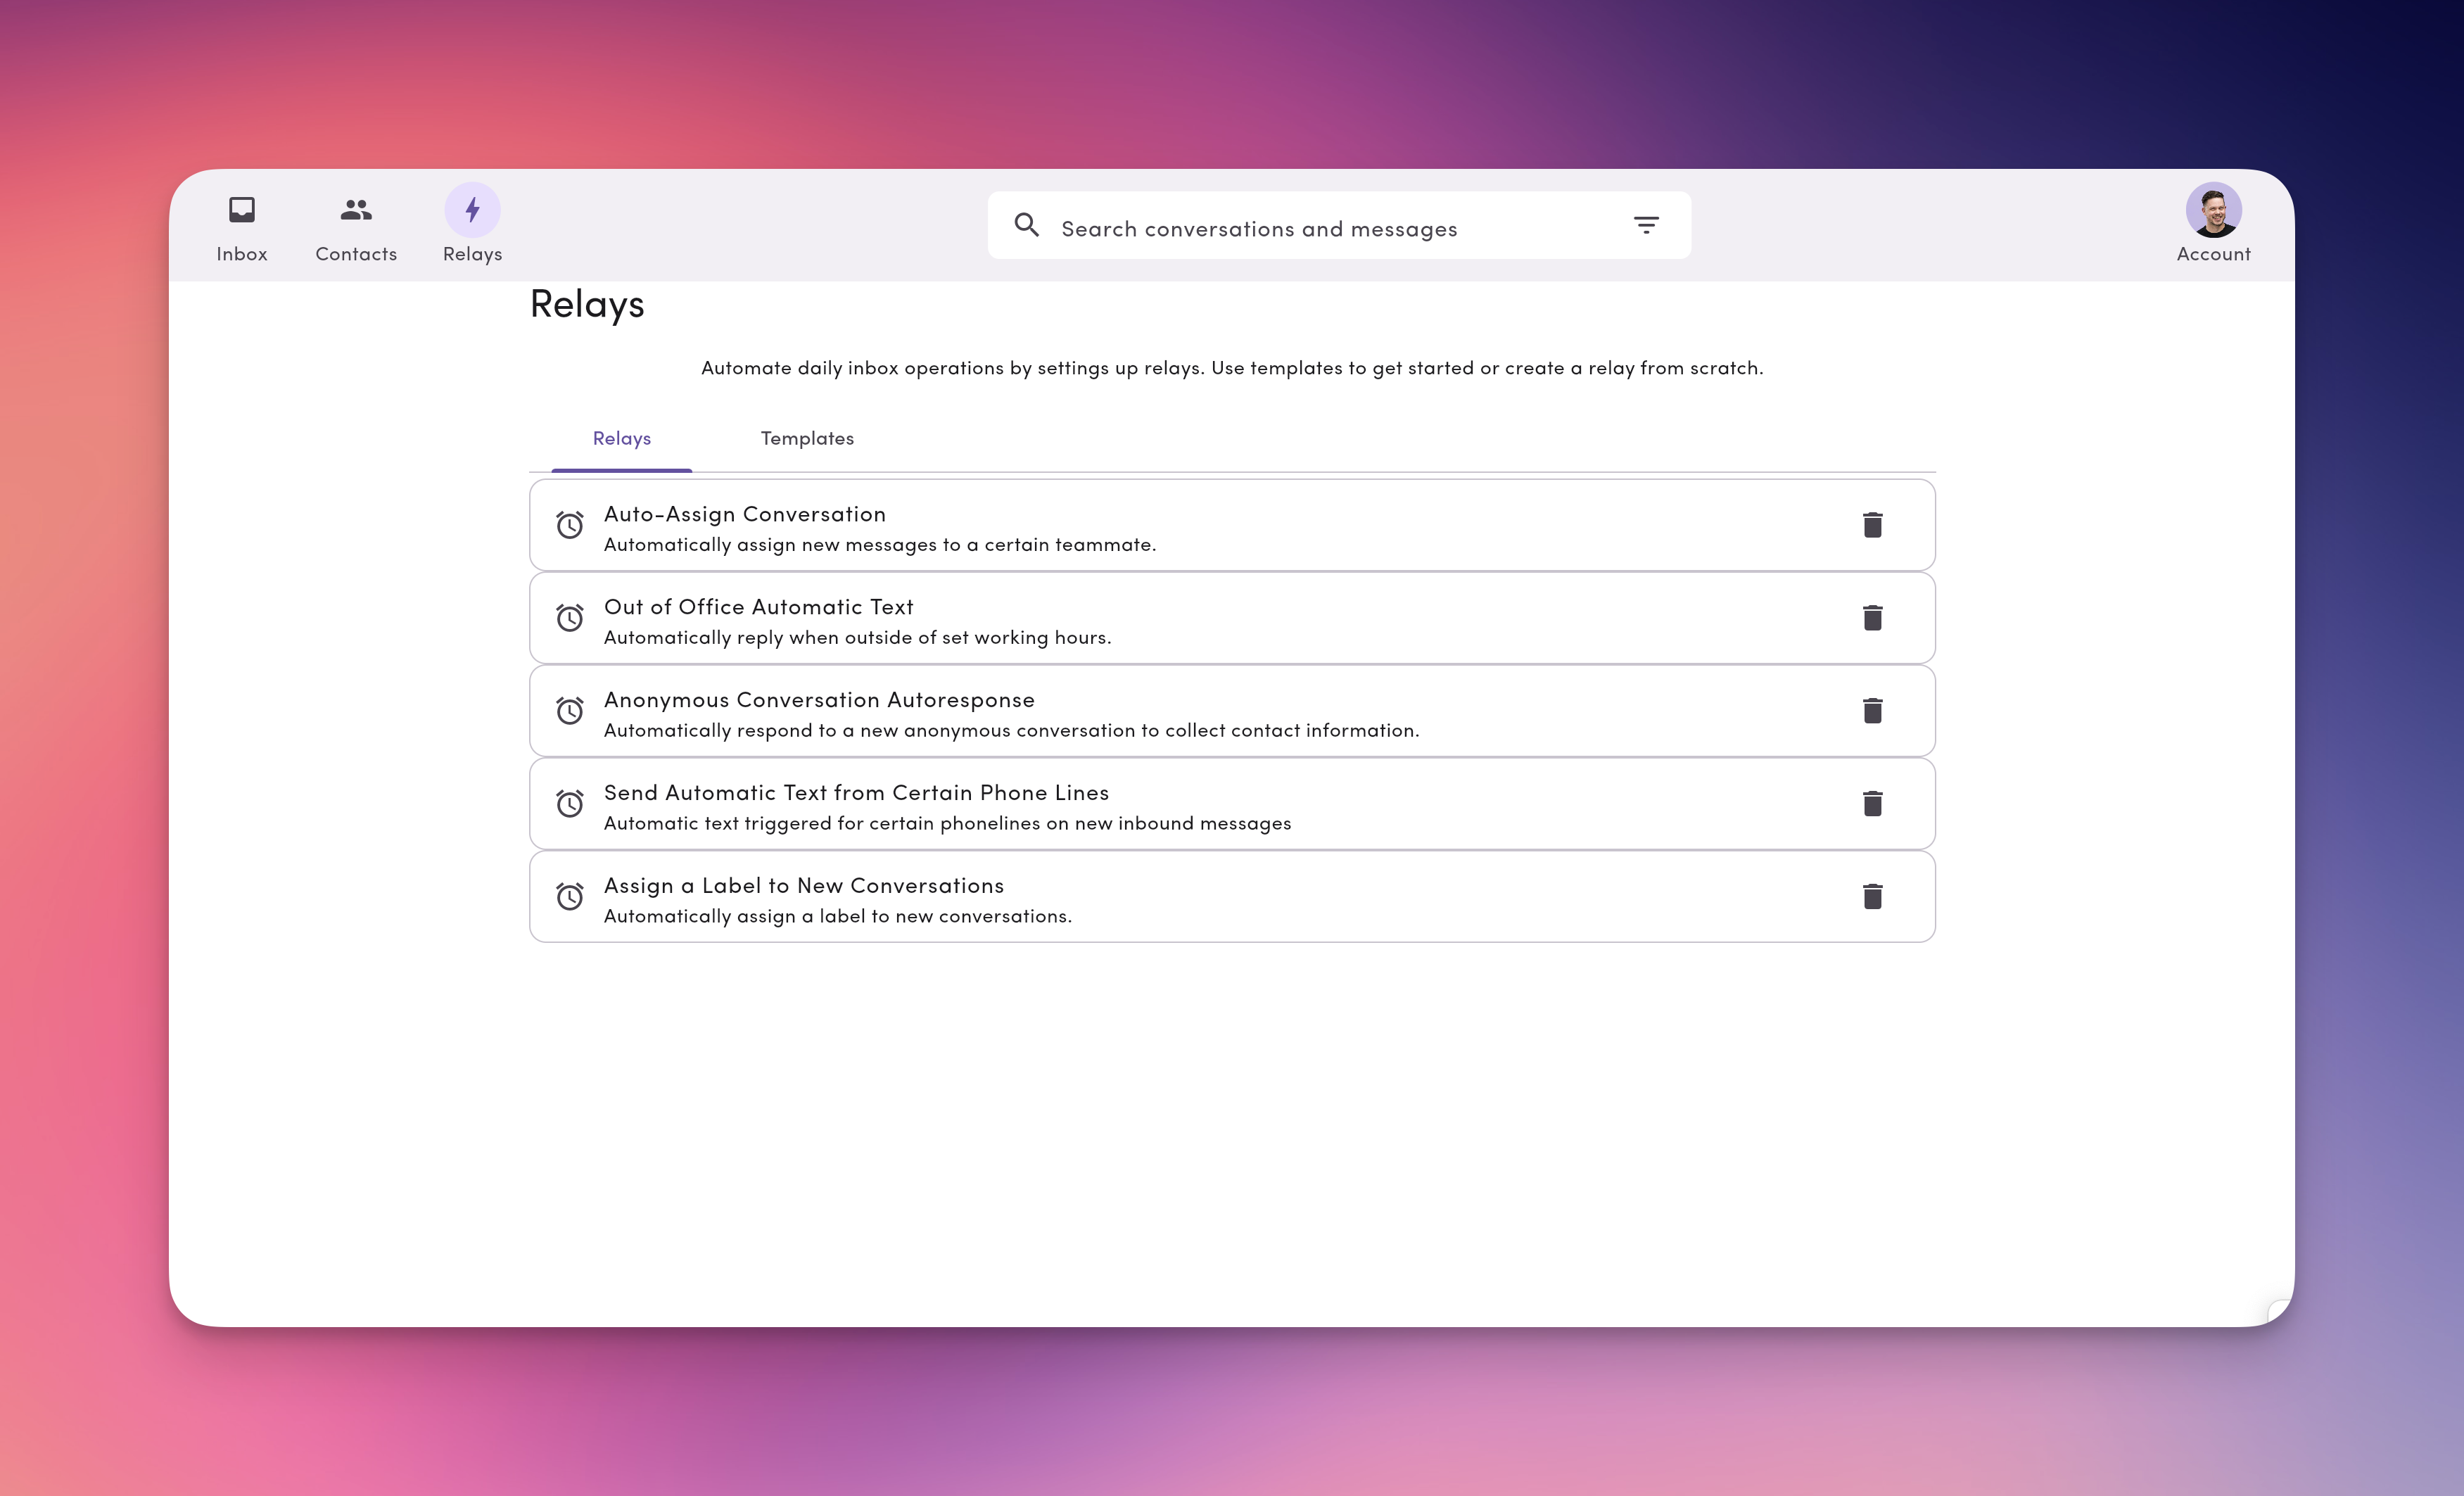 Inbox
Contacts
Relays
Search conversations and messages
Account
Relays
Automate daily inbox operations by settings up relays. Use templates to get started or create a relay from scratch.
Relays
Templates
Auto-Assign Conversation
Automatically assign new messages to a certain teammate.
Out of Office Automatic Text
Automatically reply when outside of set working hours.
Anonymous Conversation Autoresponse
Automatically respond to a new anonymous conversation to collect contact information.
Send Automatic Text from Certain Phone Lines
Automatic text triggered for certain phonelines on new inbound messages
Assign a Label to New Conversations
Automatically assign a label to new conversations.